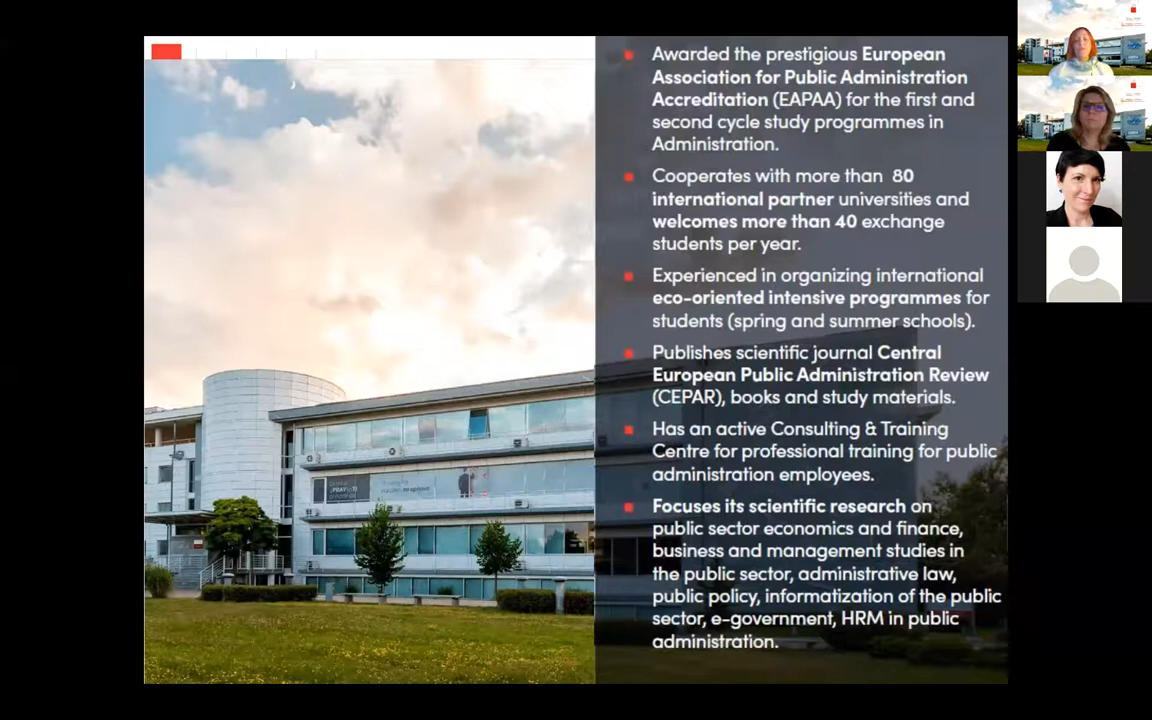 Awarded the prestigious European
Association for Public Administration
Accreditation (EAPAA) for the first and
second cycle study programmes in
Administration.
Cooperates with more than 80
international partner universities and
welcomes more than 40 exchange
students per year.
Experienced in organizing international
eco-oriented intensive programmes for
students (spring and summer schools).
Publishes scientific journal Central
European Public Administration Review
(CEPAR), books and study materials.
Has an active Consulting & Training
Centre for professional training for public
administration employees.
Focuses its scientific research on
public sector economics and finance,
business and management studies in
the public sector, administrative law,
public policy, informatization of the public
sector, e-government, HRM in public
administration.